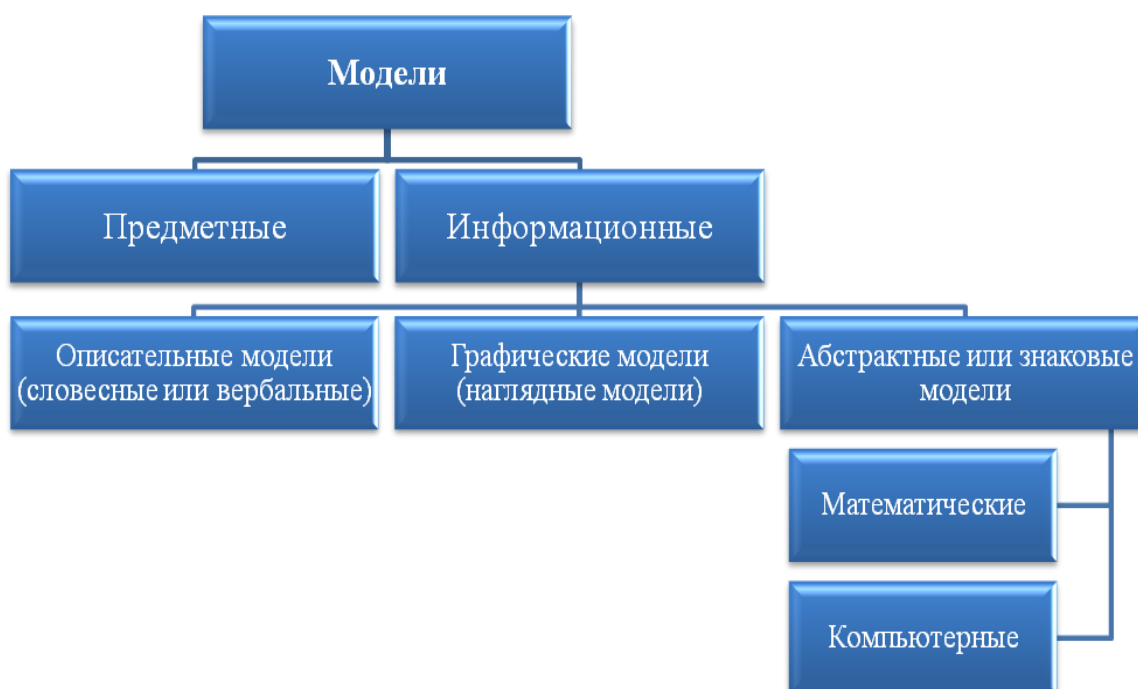 Модели
Предметные
Информационные
Описательные модели
(словесные или вербальные)
Графические модели
(наглядные модели)
Абстрактные или знаковые
модели
Математические
Компьютерные